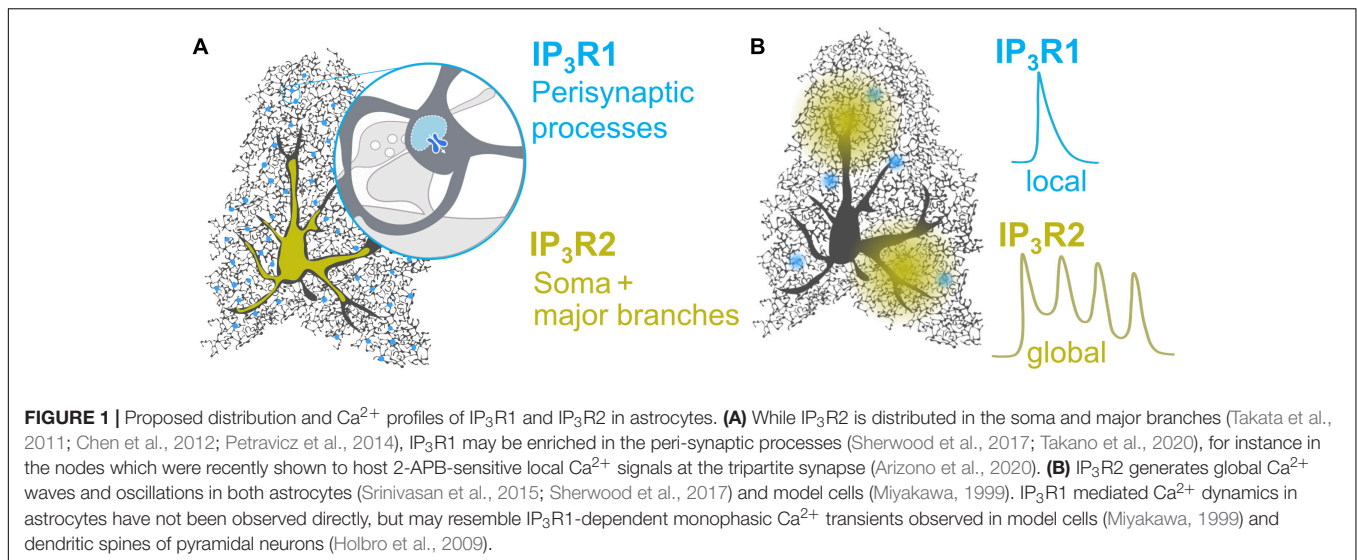 A
IP₃R1
Perisynaptic
processes
IP₃R2
Soma +
major branches
B
IP₃R1
local
IP₃R2
global
FIGURE 1 | Proposed distribution and Ca²⁺ profiles of IP₃R1 and IP₃R2 in astrocytes. (A) While IP₃R2 is distributed in the soma and major branches (Takata et al.,
2011; Chen et al., 2012; Petravicz et al., 2014), IP₃R1 may be enriched in the peri-synaptic processes (Sherwood et al., 2017; Takano et al., 2020), for instance in
the nodes which were recently shown to host 2-APB-sensitive local Ca²⁺ signals at the tripartite synapse (Arizono et al., 2020). (B) IP₃R2 generates global Ca²⁺
waves and oscillations in both astrocytes (Srinivasan et al., 2015; Sherwood et al., 2017) and model cells (Miyakawa, 1999). IP₃R1 mediated Ca²⁺ dynamics in
astrocytes have not been observed directly, but may resemble IP₃R1-dependent monophasic Ca²⁺ transients observed in model cells (Miyakawa, 1999) and
dendritic spines of pyramidal neurons (Holbro et al., 2009).